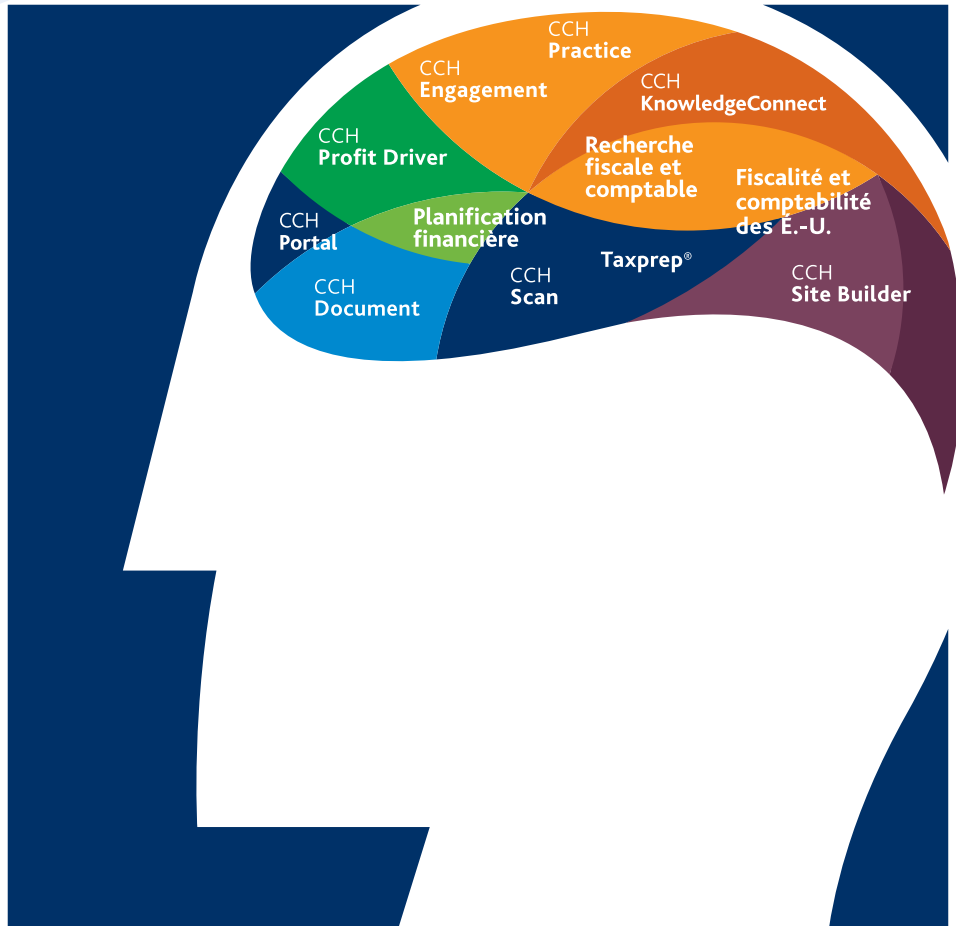 CCH
Practice
CCH
Engagement
CCH
KnowledgeConnect
CCH
Profit Driver
Recherche
fiscale et
comptable
Fiscalité et
comptabilité
des É.-U.
CCH
Portal
Planification
financière
Taxprep®
CCH
Scan
CCH
Site Builder
CCH
Document